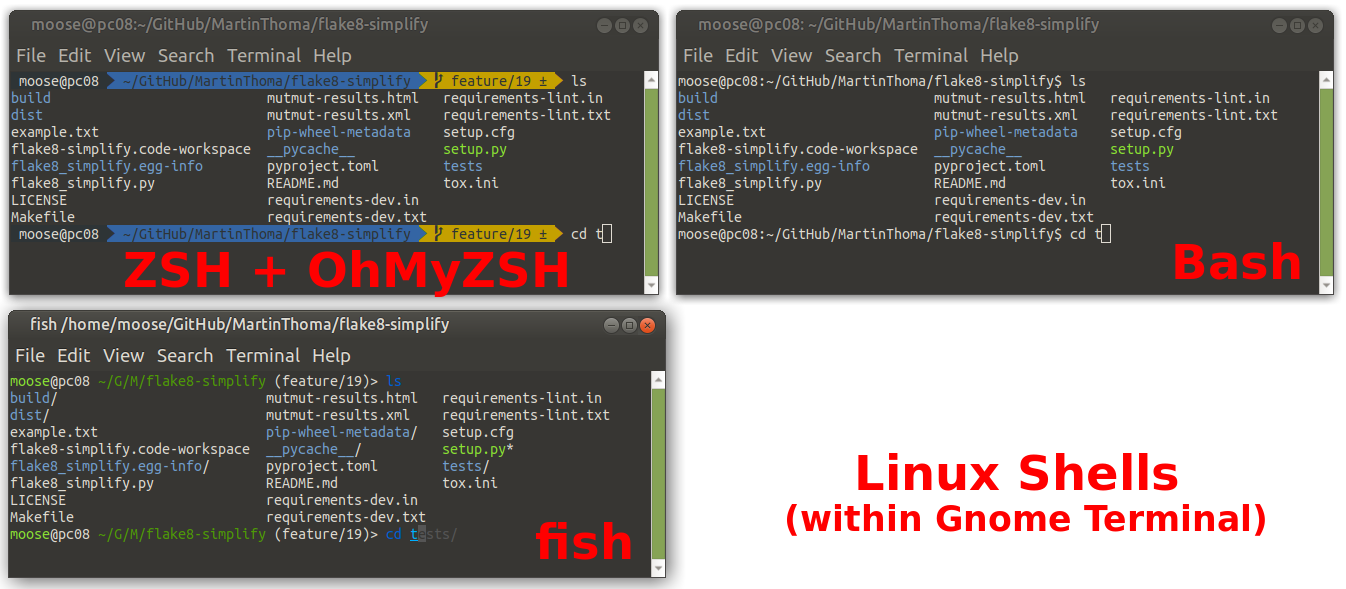 moose@pc08:~/GitHub/MartinThoma/flake8-simplify
File Edit View Search Terminal Help
moose@pc08 ~/GitHub/MartinThoma/flake8-simplify feature/19 ± ls
build mutmut-results.html requirements-lint.in
dist mutmut-results.xml requirements-lint.txt
example.txt pip-wheel-metadata setup.cfg
flake8-simplify.code-workspace __pycache__ setup.py
flake8_simplify.egg-info pyproject.toml tests
flake8_simplify.py README.md tox.ini
LICENSE requirements-dev.in
Makefile requirements-dev.txt
moose@pc08 ~/GitHub/MartinThoma/flake8-simplify feature/19 ± cd t
ZSH + OhMyZSH
moose@pc08: ~/GitHub/MartinThoma/flake8-simplify
File Edit View Search Terminal Help
moose@pc08:~/GitHub/MartinThoma/flake8-simplify$ ls
build mutmut-results.html requirements-lint.in
dist mutmut-results.xml requirements-lint.txt
example.txt pip-wheel-metadata setup.cfg
flake8-simplify.code-workspace __pycache__ setup.py
flake8_simplify.egg-info pyproject.toml tests
flake8_simplify.py README.md tox.ini
LICENSE requirements-dev.in
Makefile requirements-dev.txt
moose@pc08:~/GitHub/MartinThoma/flake8-simplify$ cd t
Bash
fish /home/moose/GitHub/MartinThoma/flake8-simplify
File Edit View Search Terminal Help
moose@pc08 ~/G/M/flake8-simplify (feature/19)> ls
build/ mutmut-results.html requirements-lint.in
dist/ mutmut-results.xml requirements-lint.txt
example.txt pip-wheel-metadata/ setup.cfg
flake8-simplify.code-workspace __pycache__/ setup.py*
flake8_simplify.egg-info/ pyproject.toml tests/
flake8_simplify.py README.md tox.ini
LICENSE requirements-dev.in
Makefile requirements-dev.txt
moose@pc08 ~/G/M/flake8-simplify (feature/19)> cd tests/
fish
Linux Shells
(within Gnome Terminal)